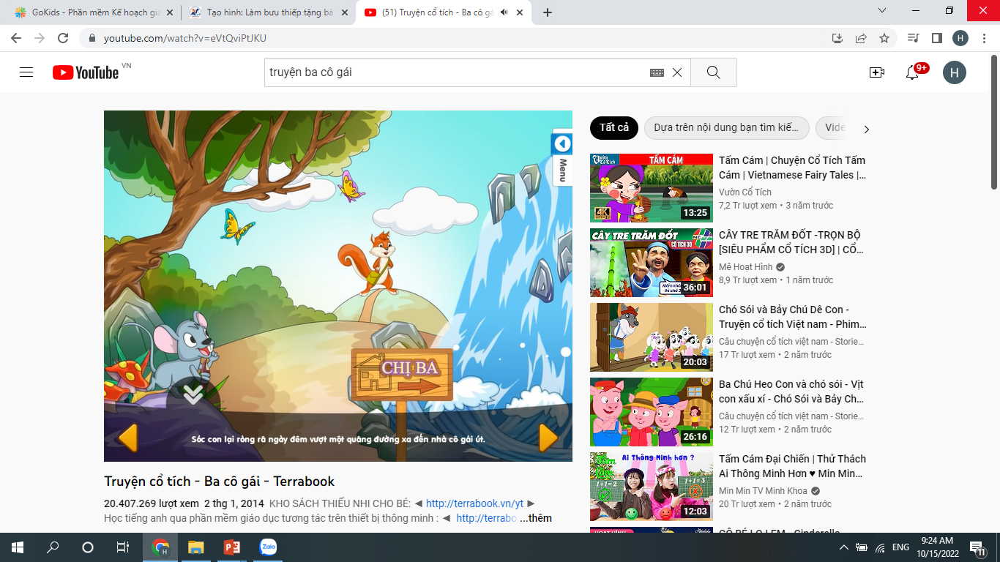 GoKids - Phần mềm Kế hoạch gi
Tạo hình: Làm bưu thiếp tặng bà
(51) Truyện cổ tích - Ba cô gá
youtube.com/watch?v=eVtQviPtJKU
H
YouTube VN
truyện ba cô gái
9+
H
Tất cả
Dựa trên nội dung bạn tìm kiế...
Vide
Menu
CHỊ BA
Sóc con lại ròng rã ngày đêm vượt một quãng đường xa đến nhà cô gái út.
Truyện cổ tích - Ba cô gái - Terrabook
20.407.269 lượt xem 2 thg 1, 2014 KHO SÁCH THIẾU NHI CHO BÉ: ◄ http://terrabook.vn/yt ►
Học tiếng anh qua phần mềm giáo dục tương tác trên thiết bị thông minh : ◄ http://terrabo ...thêm
Vườn Cổ Tích
TẤM CÁM
4K
13:25
Tấm Cám | Chuyện Cổ Tích Tấm
Cám | Vietnamese Fairy Tales |...
Vườn Cổ Tích
7,2 Tr lượt xem • 3 năm trước
CÂY TRE TRĂM ĐỐT
CỔ TÍCH 3D
36:01
CÂY TRE TRĂM ĐỐT -TRỌN BỘ
[SIÊU PHẨM CỔ TÍCH 3D] | CỔ...
Mê Hoạt Hình
8,9 Tr lượt xem • 1 năm trước
20:03
Chó Sói và Bảy Chú Dê Con -
Truyện cổ tích Việt nam - Phim...
Câu chuyện cổ tích việt nam - Storie...
17 Tr lượt xem • 2 năm trước
26:16
Ba Chú Heo Con và chó sói - Vịt
con xấu xí - Chó Sói và Bảy Ch...
Câu chuyện cổ tích việt nam - Storie...
12 Tr lượt xem • 2 năm trước
Tấm Cám
Ai Thông Minh hơn ?
1+1=2
1+1=3
12:03
Tấm Cám Đại Chiến | Thử Thách
Ai Thông Minh Hơn ♥ Min Min...
Min Min TV Minh Khoa
20 Tr lượt xem • 2 năm trước
Zalo
ENG
9:24 AM
10/15/2022
11